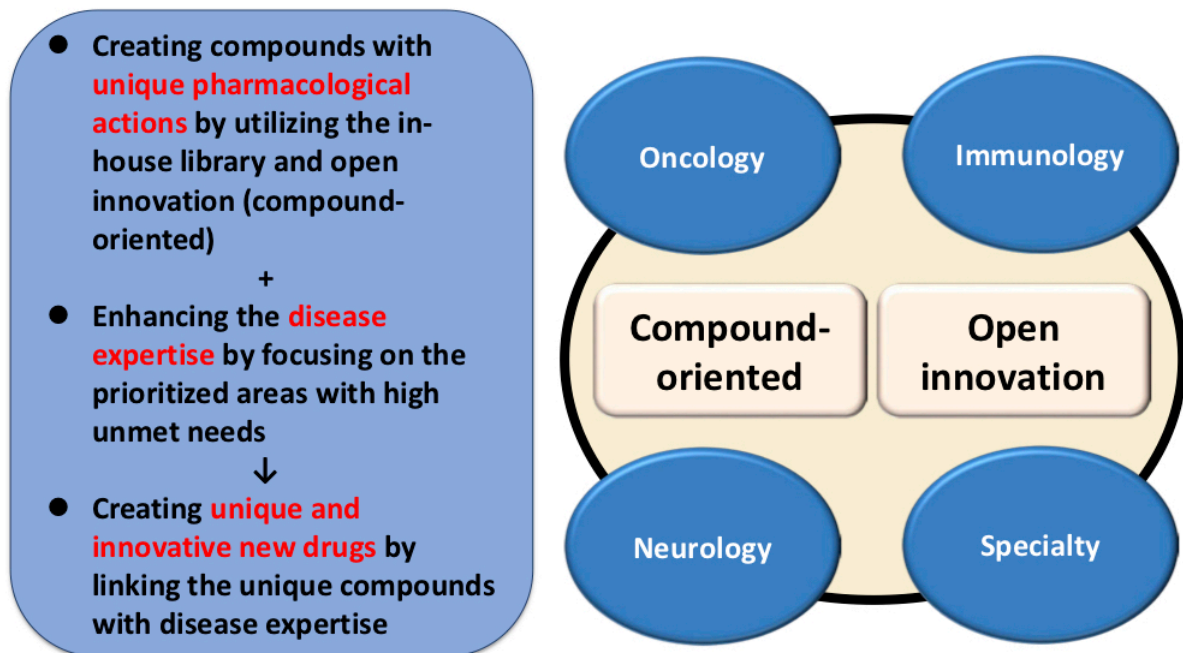 ● Creating compounds with
unique pharmacological
actions by utilizing the in-
house library and open
innovation (compound-
oriented)
+
● Enhancing the disease
expertise by focusing on the
prioritized areas with high
unmet needs
↓
● Creating unique and
innovative new drugs by
linking the unique compounds
with disease expertise
Oncology
Immunology
Compound-
oriented
Open
innovation
Neurology
Specialty